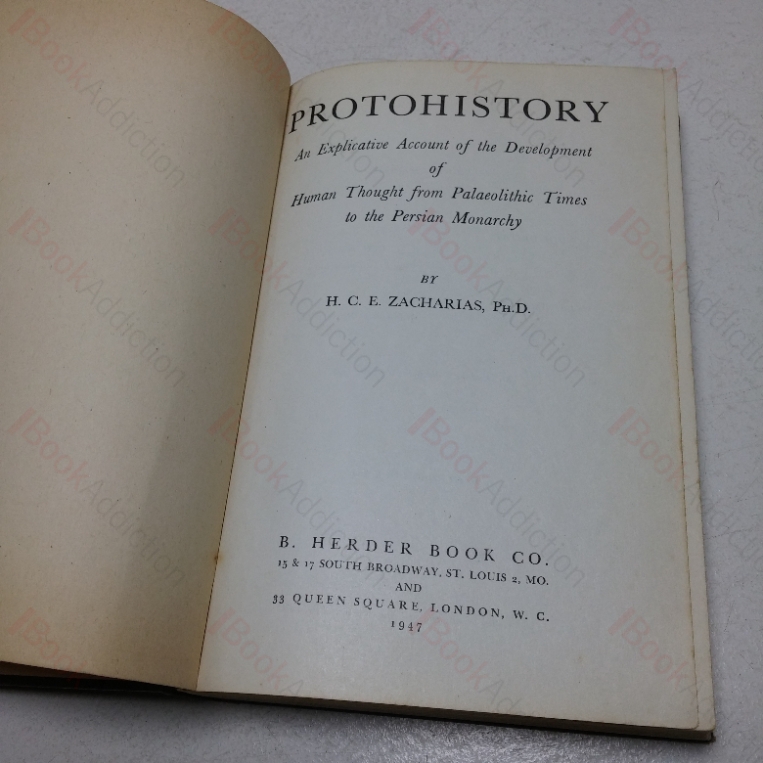 PROTOHISTORY
An Explicative Account of the Development
of
Human Thought from Palaeolithic Times
to the Persian Monarchy
BY
H. C. E. ZACHARIAS, PH.D.
B. HERDER BOOK CO.
15 & 17 SOUTH BROADWAY, ST. LOUIS 2, MO.
AND
33 QUEEN SQUARE, LONDON, W. C.
1947
BookAddiction